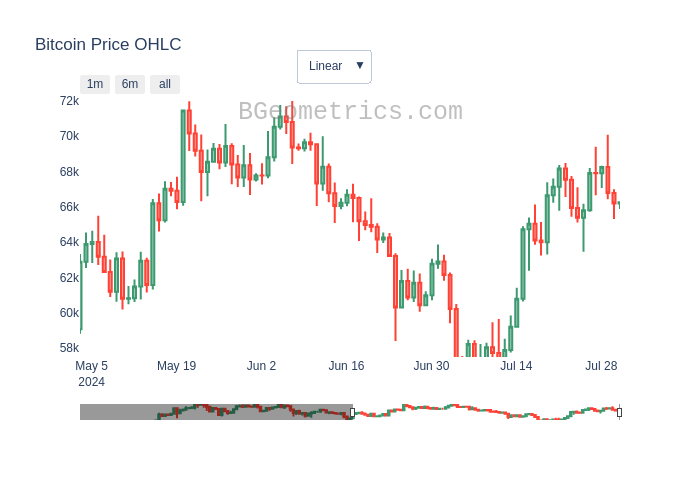 Bitcoin Price OHLC
Linear ▼
1m 6m all
BGeometrics.com
72k
70k
68k
66k
64k
62k
60k
58k
May 5 May 19 Jun 2 Jun 16 Jun 30 Jul 14 Jul 28
2024